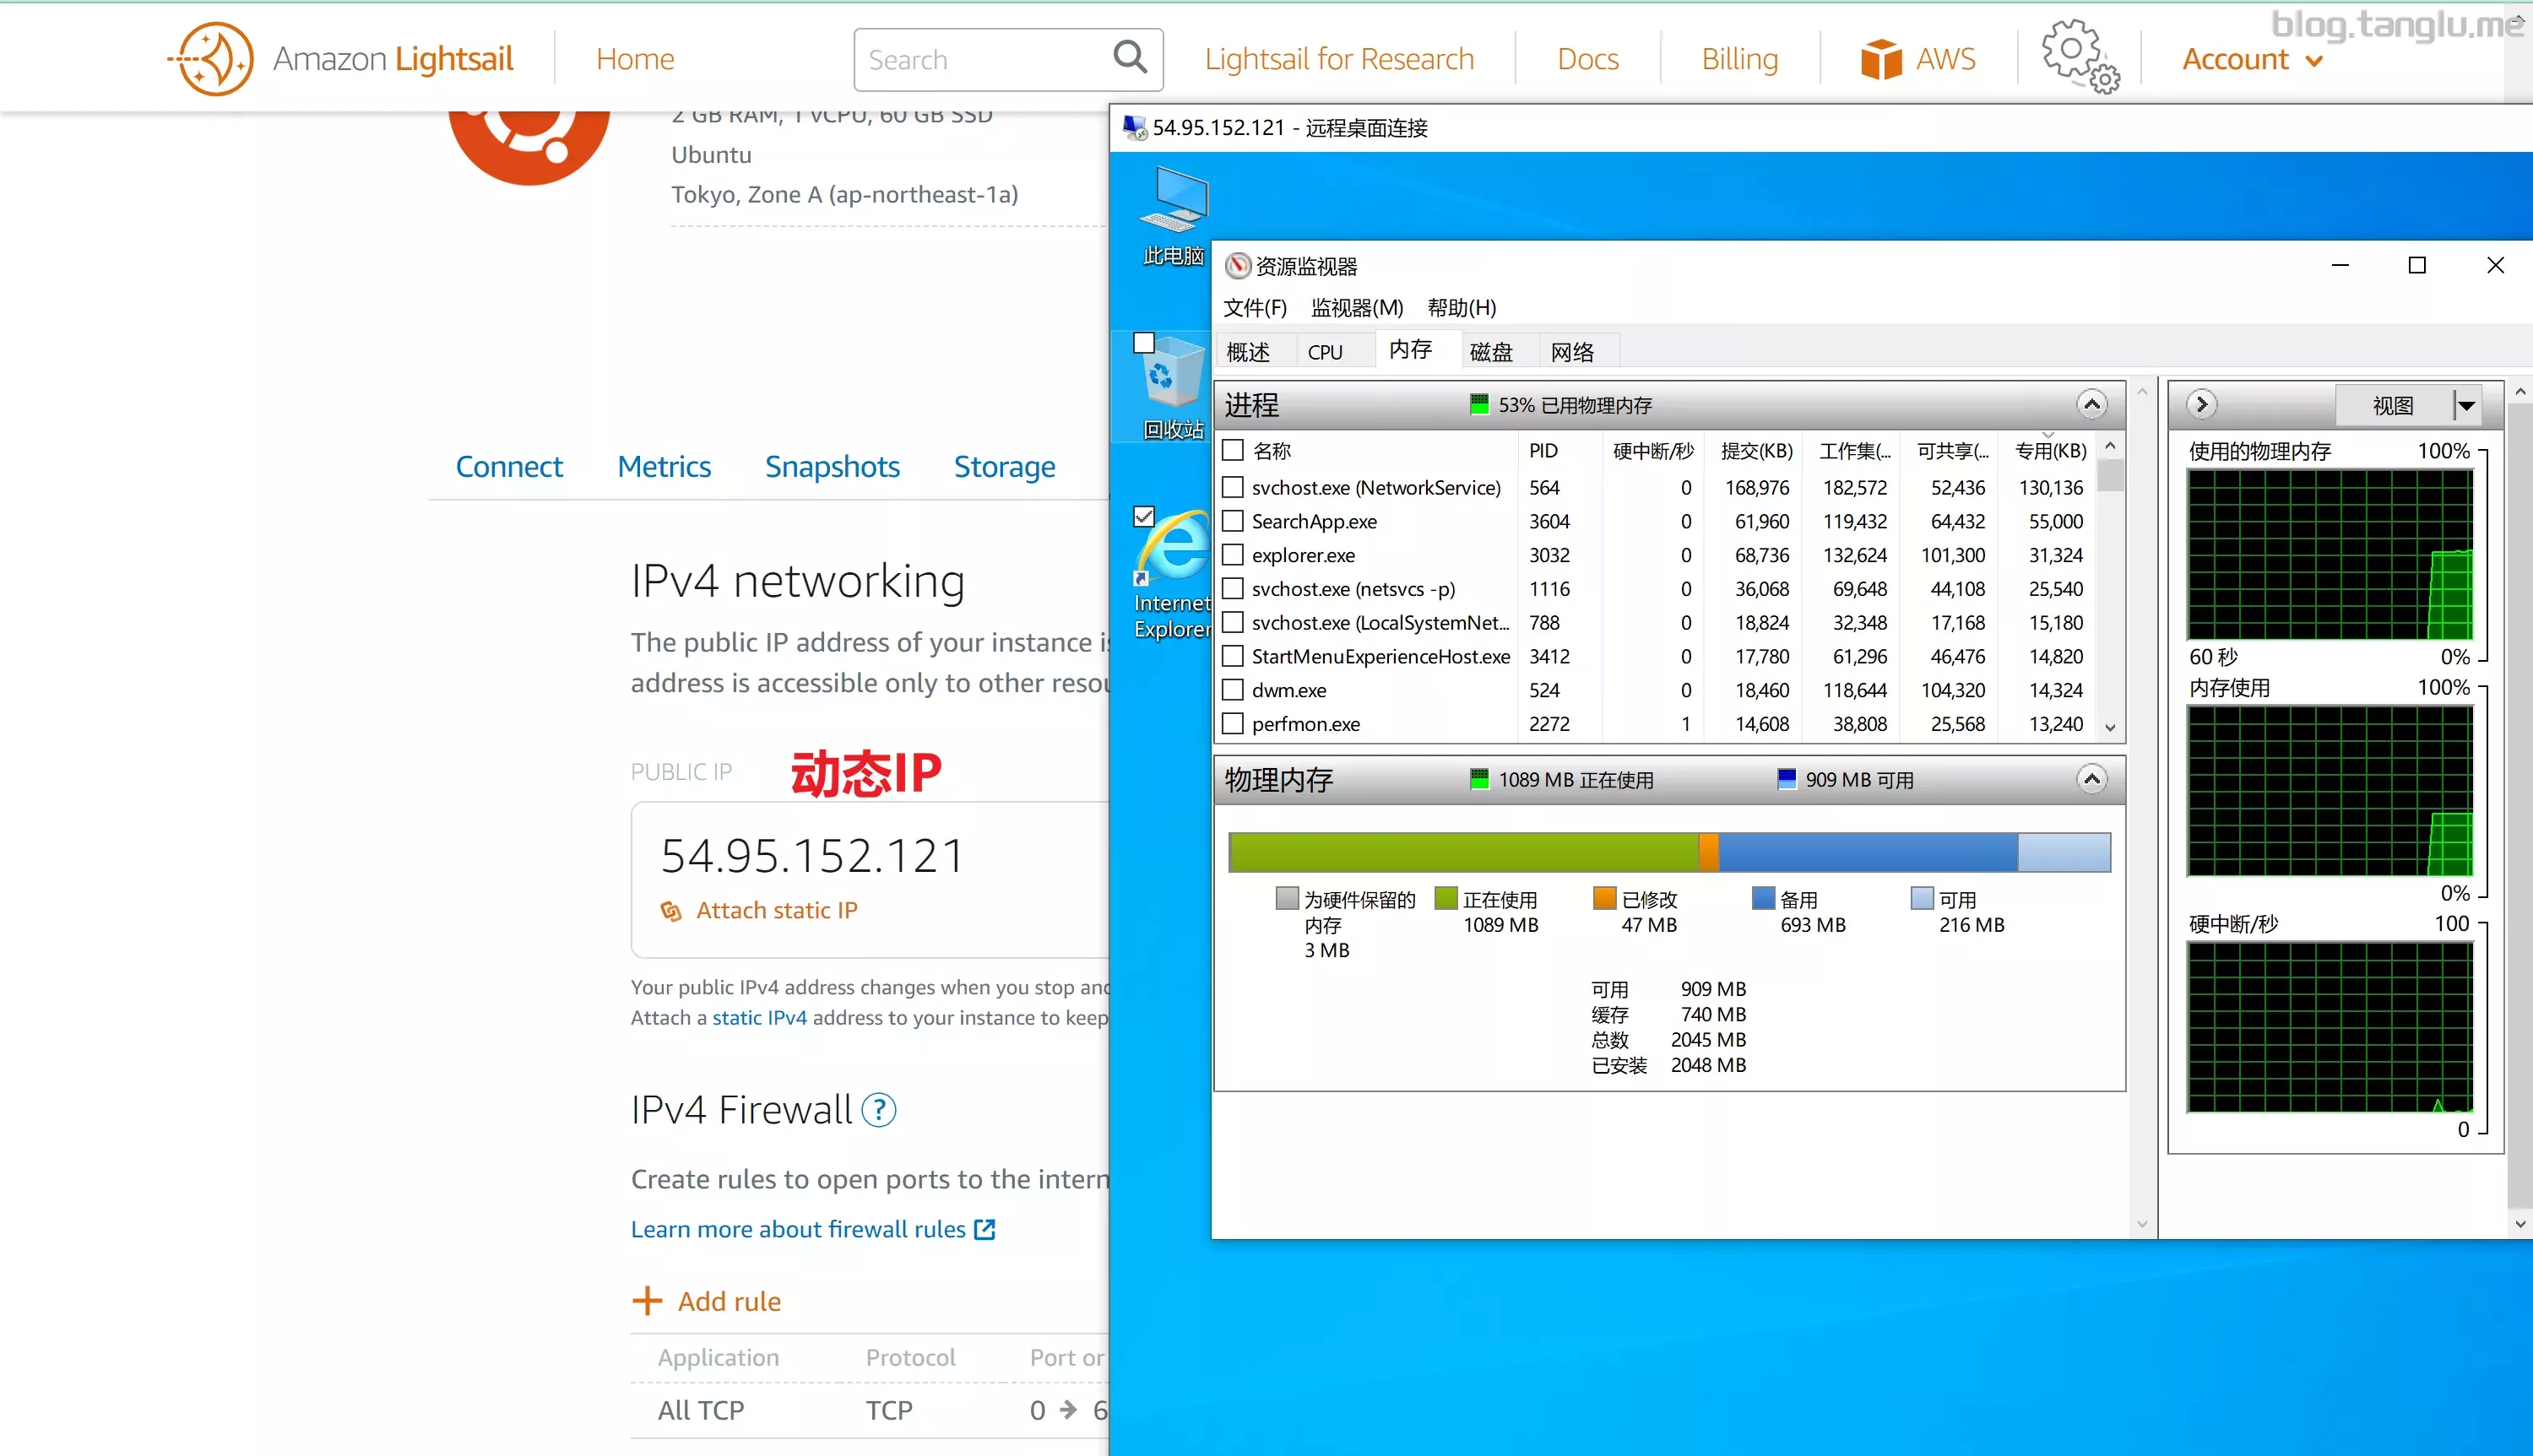 blog.tanglu.me
Amazon Lightsail
Home
Search
Lightsail for Research
Docs
Billing
AWS
Account
2 GB RAM, 1 vCPU, 60 GB SSD
Ubuntu
Tokyo, Zone A (ap-northeast-1a)
Connect
Metrics
Snapshots
Storage
IPv4 networking
The public IP address of your instance is
address is accessible only to other resou
PUBLIC IP
动态IP
54.95.152.121
Attach static IP
Your public IPv4 address changes when you stop and
Attach a static IPv4 address to your instance to keep
IPv4 Firewall ?
Create rules to open ports to the intern
Learn more about firewall rules
+ Add rule
Application Protocol Port or
All TCP TCP 0 → 6
54.95.152.121 - 远程桌面连接
此电脑
回收站
Internet
Explorer
资源监视器
文件(F) 监视器(M) 帮助(H)
概述 CPU 内存 磁盘 网络
进程 53% 已用物理内存
名称 PID 硬中断/秒 提交(KB) 工作集(... 可共享(... 专用(KB)
svchost.exe (NetworkService) 564 0 168,976 182,572 52,436 130,136
SearchApp.exe 3604 0 61,960 119,432 64,432 55,000
explorer.exe 3032 0 68,736 132,624 101,300 31,324
svchost.exe (netsvcs -p) 1116 0 36,068 69,648 44,108 25,540
svchost.exe (LocalSystemNet... 788 0 18,824 32,348 17,168 15,180
StartMenuExperienceHost.exe 3412 0 17,780 61,296 46,476 14,820
dwm.exe 524 0 18,460 118,644 104,320 14,324
perfmon.exe 2272 1 14,608 38,808 25,568 13,240
物理内存 1089 MB 正在使用 909 MB 可用
为硬件保留的
内存
3 MB
正在使用
1089 MB
已修改
47 MB
备用
693 MB
可用
216 MB
可用 909 MB
缓存 740 MB
总数 2045 MB
已安装 2048 MB
视图
使用的物理内存 100%
60 秒 0%
内存使用 100%
0%
硬中断/秒 100
0